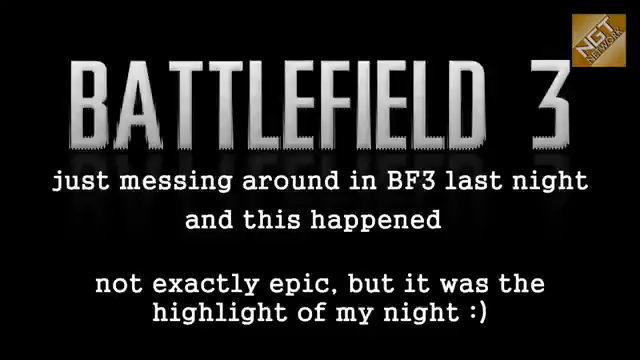 NGT
NETWORK
BATTLEFIELD 3
just messing around in BF3 last night
and this happened
not exactly epic, but it was the
highlight of my night :)